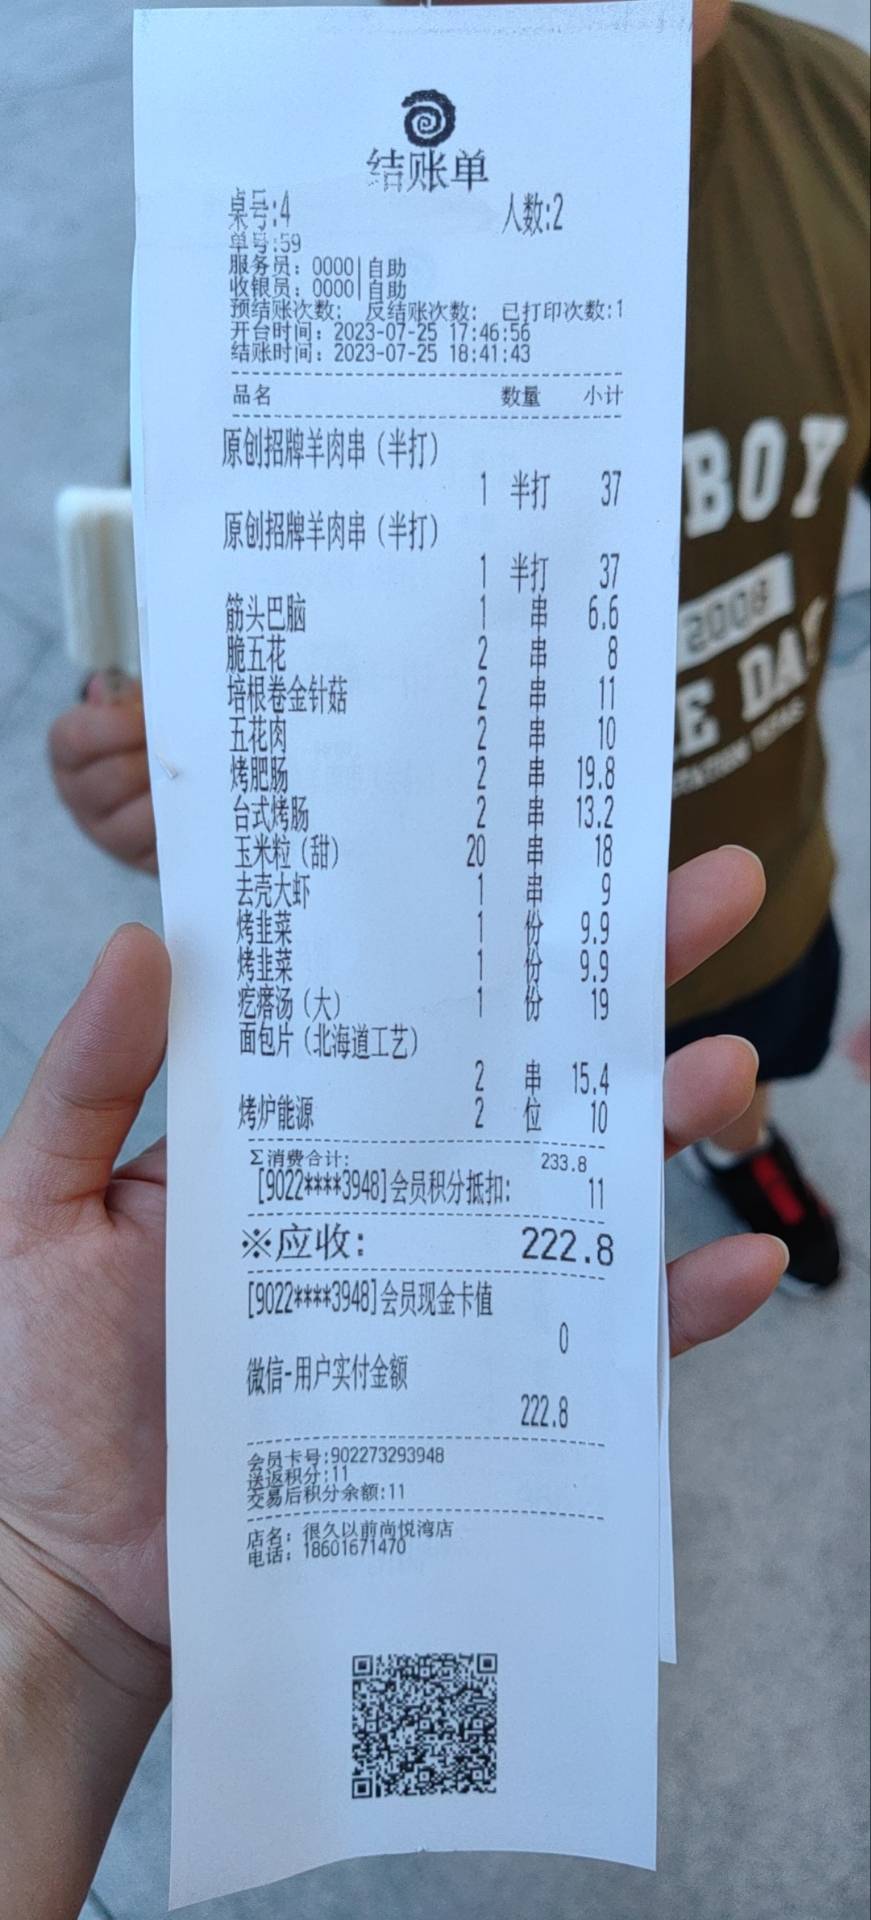 结账单
桌号:4 人数:2
单号:59
服务员: 0000|自助
收银员: 0000|自助
预结账次数: 反结账次数: 已打印次数:1
开台时间: 2023-07-25 17:46:56
结账时间: 2023-07-25 18:41:43
品名 数量 小计
原创招牌羊肉串(半打)
1 半打 37
原创招牌羊肉串(半打)
1 半打 37
筋头巴脑 1 串 6.6
脆五花 2 串 8
培根卷金针菇 2 串 11
五花肉 2 串 10
烤肥肠 2 串 19.8
台式烤肠 2 串 13.2
玉米粒(甜) 20 串 18
去壳大虾 1 串 9
烤韭菜 1 份 9.9
烤韭菜 1 份 9.9
疙瘩汤(大) 1 份 19
面包片(北海道工艺)
2 串 15.4
烤炉能源 2 位 10
Σ消费合计: 233.8
[9022****3948]会员积分抵扣: 11
※应收: 222.8
[9022****3948]会员现金卡值
0
微信-用户实付金额
222.8
会员卡号:902273293948
送返积分:11
交易后积分余额:11
店名: 很久以前尚悦湾店
电话: 18601671470
BOY
2008
E DAY